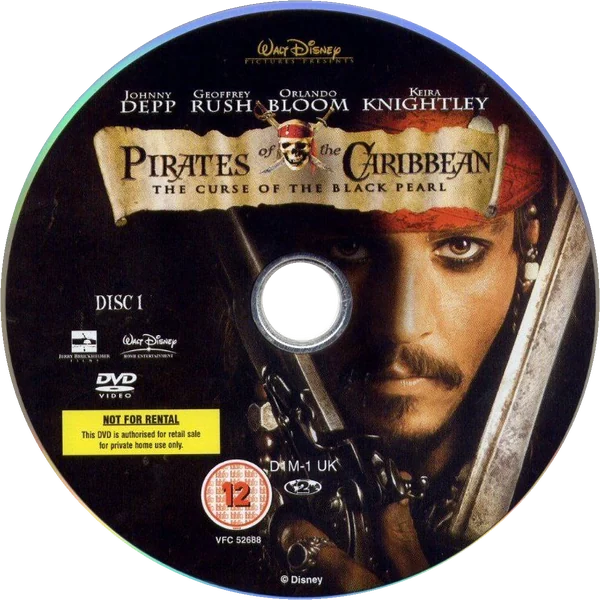 WALT DISNEY
PICTURES PRESENTS
JOHNNY DEPP GEOFFREY RUSH ORLANDO BLOOM KEIRA KNIGHTLEY
PIRATES of the CARIBBEAN
THE CURSE OF THE BLACK PEARL
DISC 1
JERRY BRUCKHEIMER
FILMS
WALT DISNEY
HOME ENTERTAINMENT
DVD
VIDEO
NOT FOR RENTAL
This DVD is authorised for retail sale
for private home use only.
D1M-1 UK
2
12
VFC 52688
© Disney